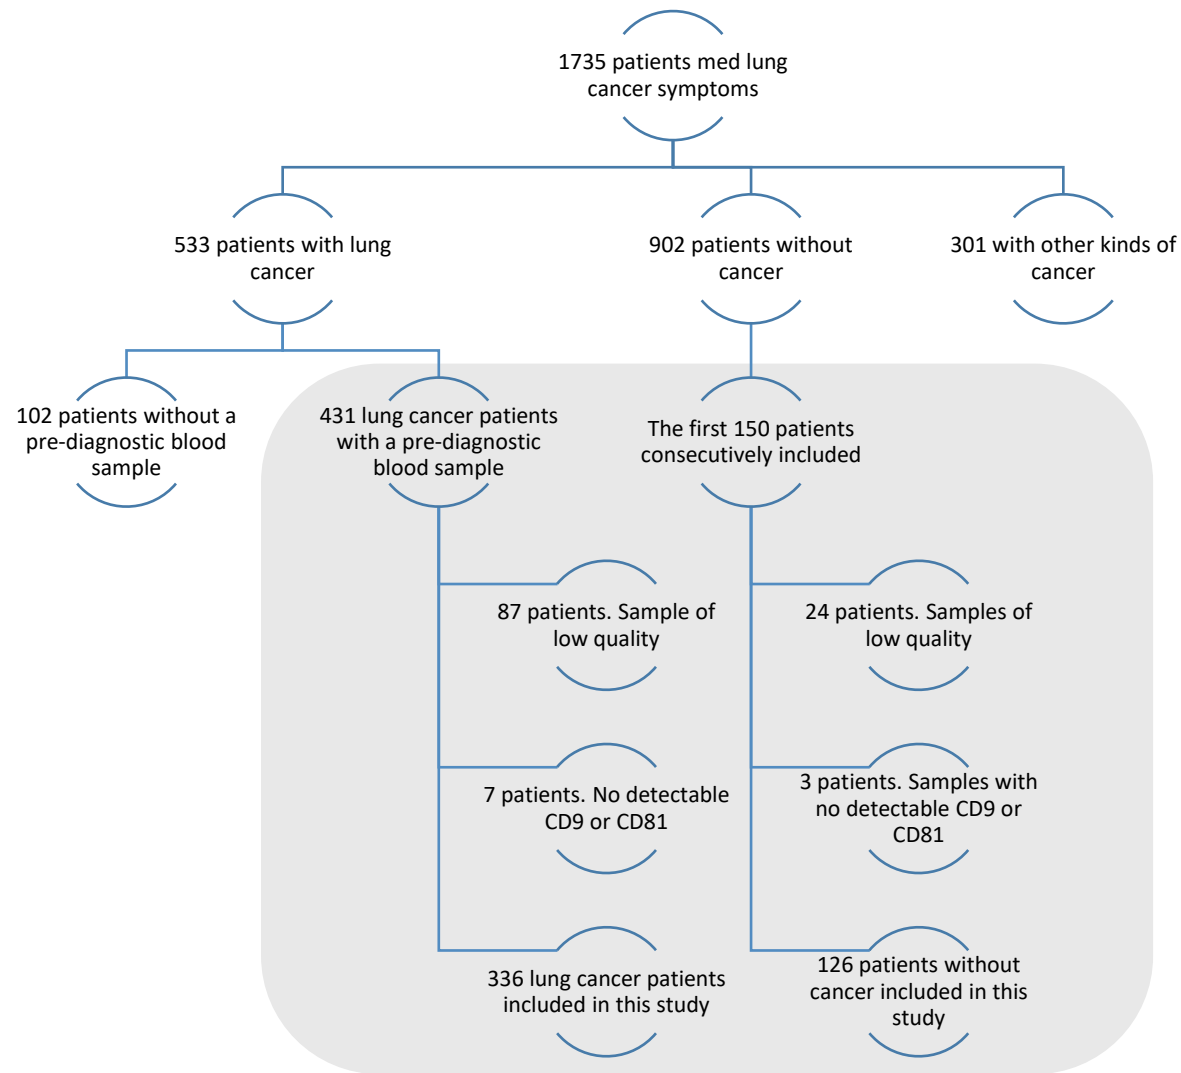 1735 patients med lung
cancer symptoms
533 patients with lung
cancer
902 patients without
cancer
301 with other kinds of
cancer
102 patients without a
pre-diagnostic blood
sample
431 lung cancer patients
with a pre-diagnostic
blood sample
The first 150 patients
consecutively included
87 patients. Sample of
low quality
24 patients. Samples of
low quality
7 patients. No detectable
CD9 or CD81
3 patients. Samples with
no detectable CD9 or
CD81
336 lung cancer patients
included in this study
126 patients without
cancer included in this
study